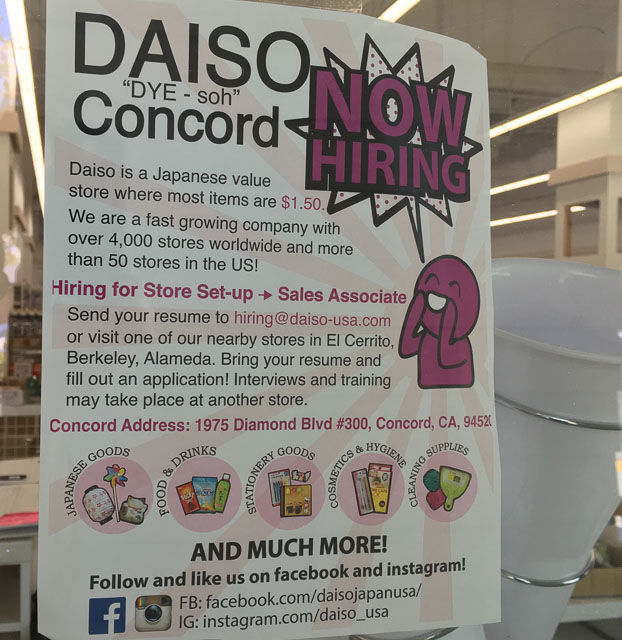 DAISO
"DYE - soh"
Concord
NOW
HIRING
Daiso is a Japanese value
store where most items are $1.50.
We are a fast growing company with
over 4,000 stores worldwide and more
than 50 stores in the US!
Hiring for Store Set-up → Sales Associate
Send your resume to hiring@daiso-usa.com
or visit one of our nearby stores in El Cerrito,
Berkeley, Alameda. Bring your resume and
fill out an application! Interviews and training
may take place at another store.
Concord Address: 1975 Diamond Blvd #300, Concord, CA, 94520
JAPANESE GOODS
FOOD & DRINKS
STATIONERY GOODS
COSMETICS & HYGIENE
CLEANING SUPPLIES
AND MUCH MORE!
Follow and like us on facebook and instagram!
FB: facebook.com/daisojapanusa/
IG: instagram.com/daiso_usa